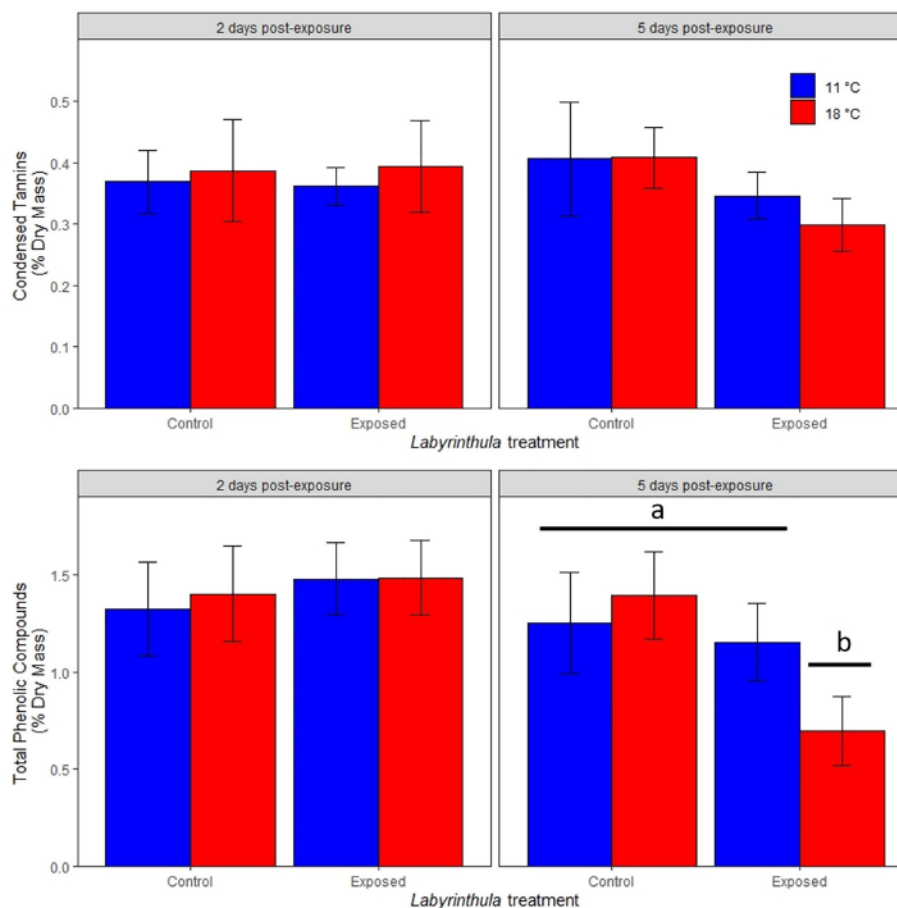 2 days post-exposure
5 days post-exposure
Condensed Tannins
(% Dry Mass)
0.5
0.4
0.3
0.2
0.1
0.0
11 °C
18 °C
Control
Exposed
Control
Exposed
Labyrinthula treatment
2 days post-exposure
5 days post-exposure
Total Phenolic Compounds
(% Dry Mass)
1.5
1.0
0.5
0.0
a
b
Control
Exposed
Control
Exposed
Labyrinthula treatment